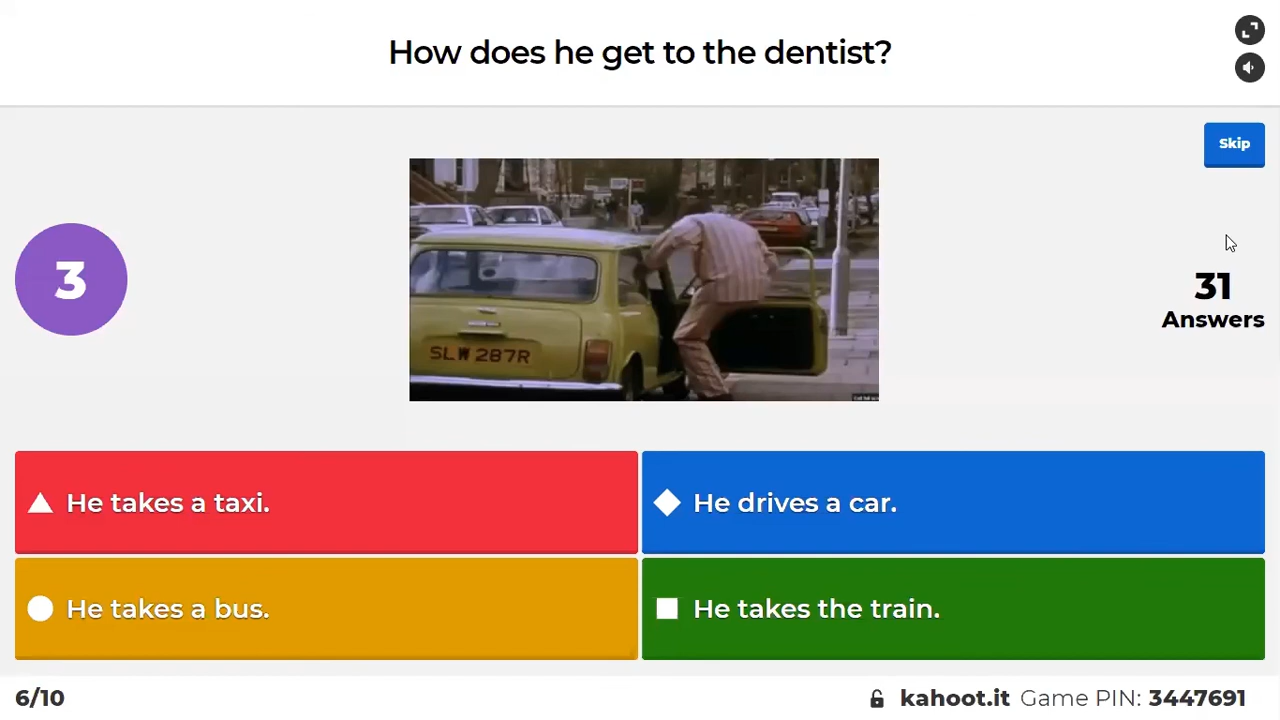 How does he get to the dentist?
Skip
3
31
Answers
SLW 287R
He takes a taxi.
He drives a car.
He takes a bus.
He takes the train.
6/10
kahoot.it Game PIN: 3447691